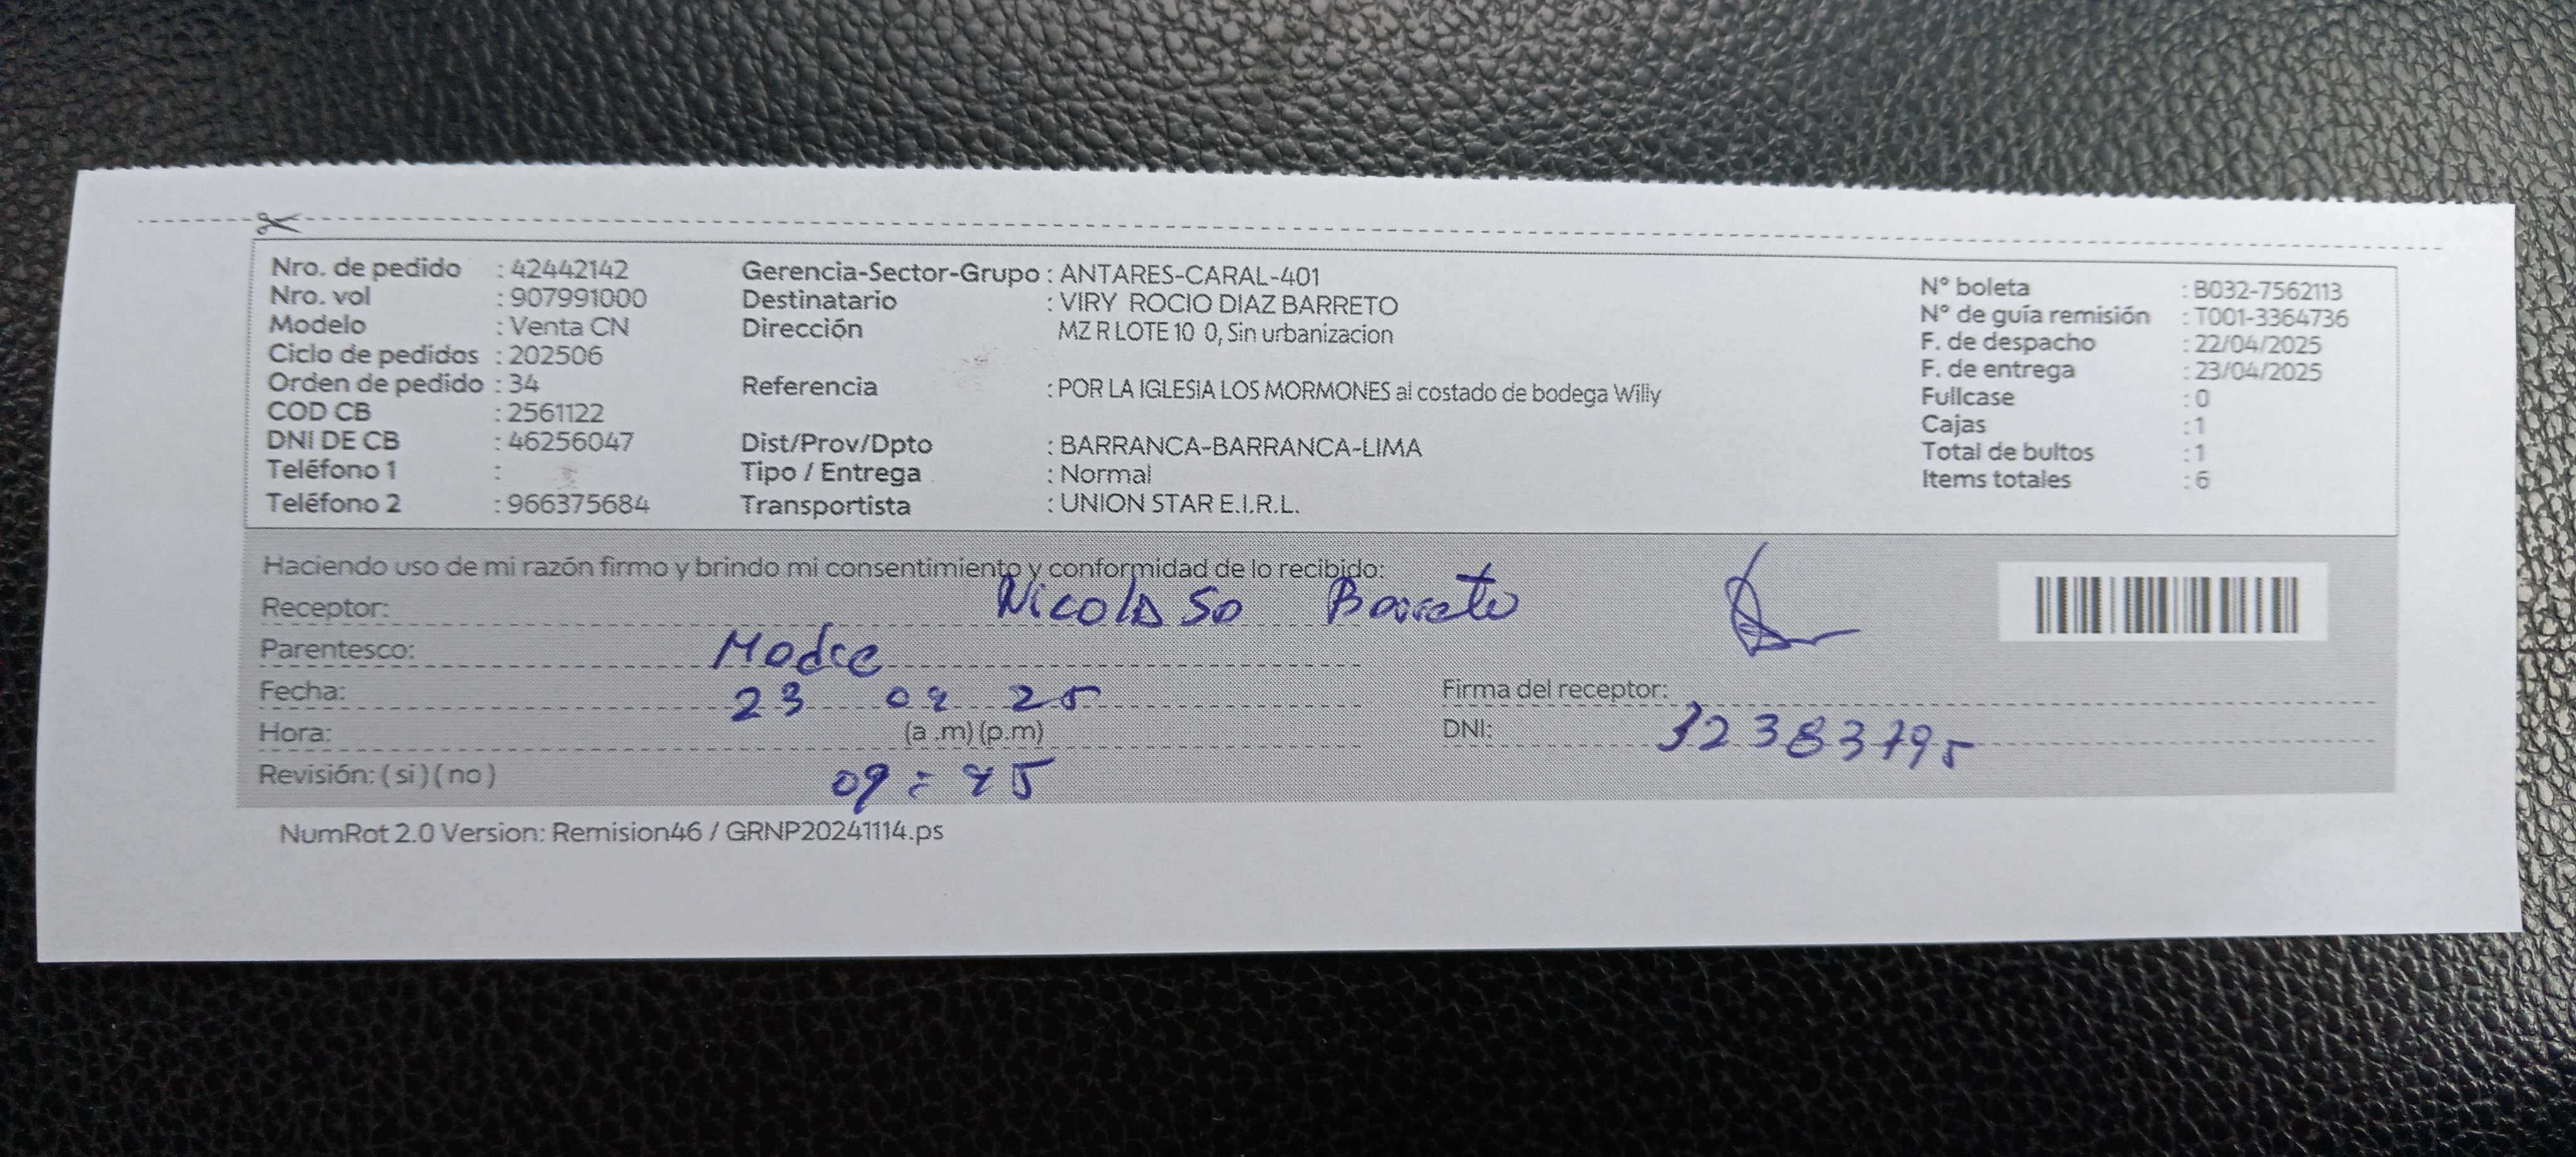 Nro. de pedido : 42442142
Nro. vol : 907991000
Modelo : Venta CN
Ciclo de pedidos : 202506
Orden de pedido : 34
COD CB : 2561122
DNI DE CB : 46256047
Teléfono 1 :
Teléfono 2 : 966375684
Gerencia-Sector-Grupo : ANTARES-CARAL-401
Destinatario : VIRY ROCIO DIAZ BARRETO
Dirección MZ R LOTE 10 0, Sin urbanizacion
Referencia : POR LA IGLESIA LOS MORMONES al costado de bodega Willy
Dist/Prov/Dpto : BARRANCA-BARRANCA-LIMA
Tipo / Entrega : Normal
Transportista : UNION STAR E.I.R.L.
N° boleta : B032-7562113
N° de guía remisión : T001-3364736
F. de despacho : 22/04/2025
F. de entrega : 23/04/2025
Fullcase : 0
Cajas : 1
Total de bultos : 1
Items totales : 6
Haciendo uso de mi razón firmo y brindo mi consentimiento y conformidad de lo recibido:
Receptor: Nicolasa Barreto
Parentesco: Madre
Fecha: 23 04 25
Hora: (a .m) (p.m)
09:45
Revisión: ( si ) ( no )
Firma del receptor:
DNI: 32383795
NumRot 2.0 Version: Remision46 / GRNP20241114.ps